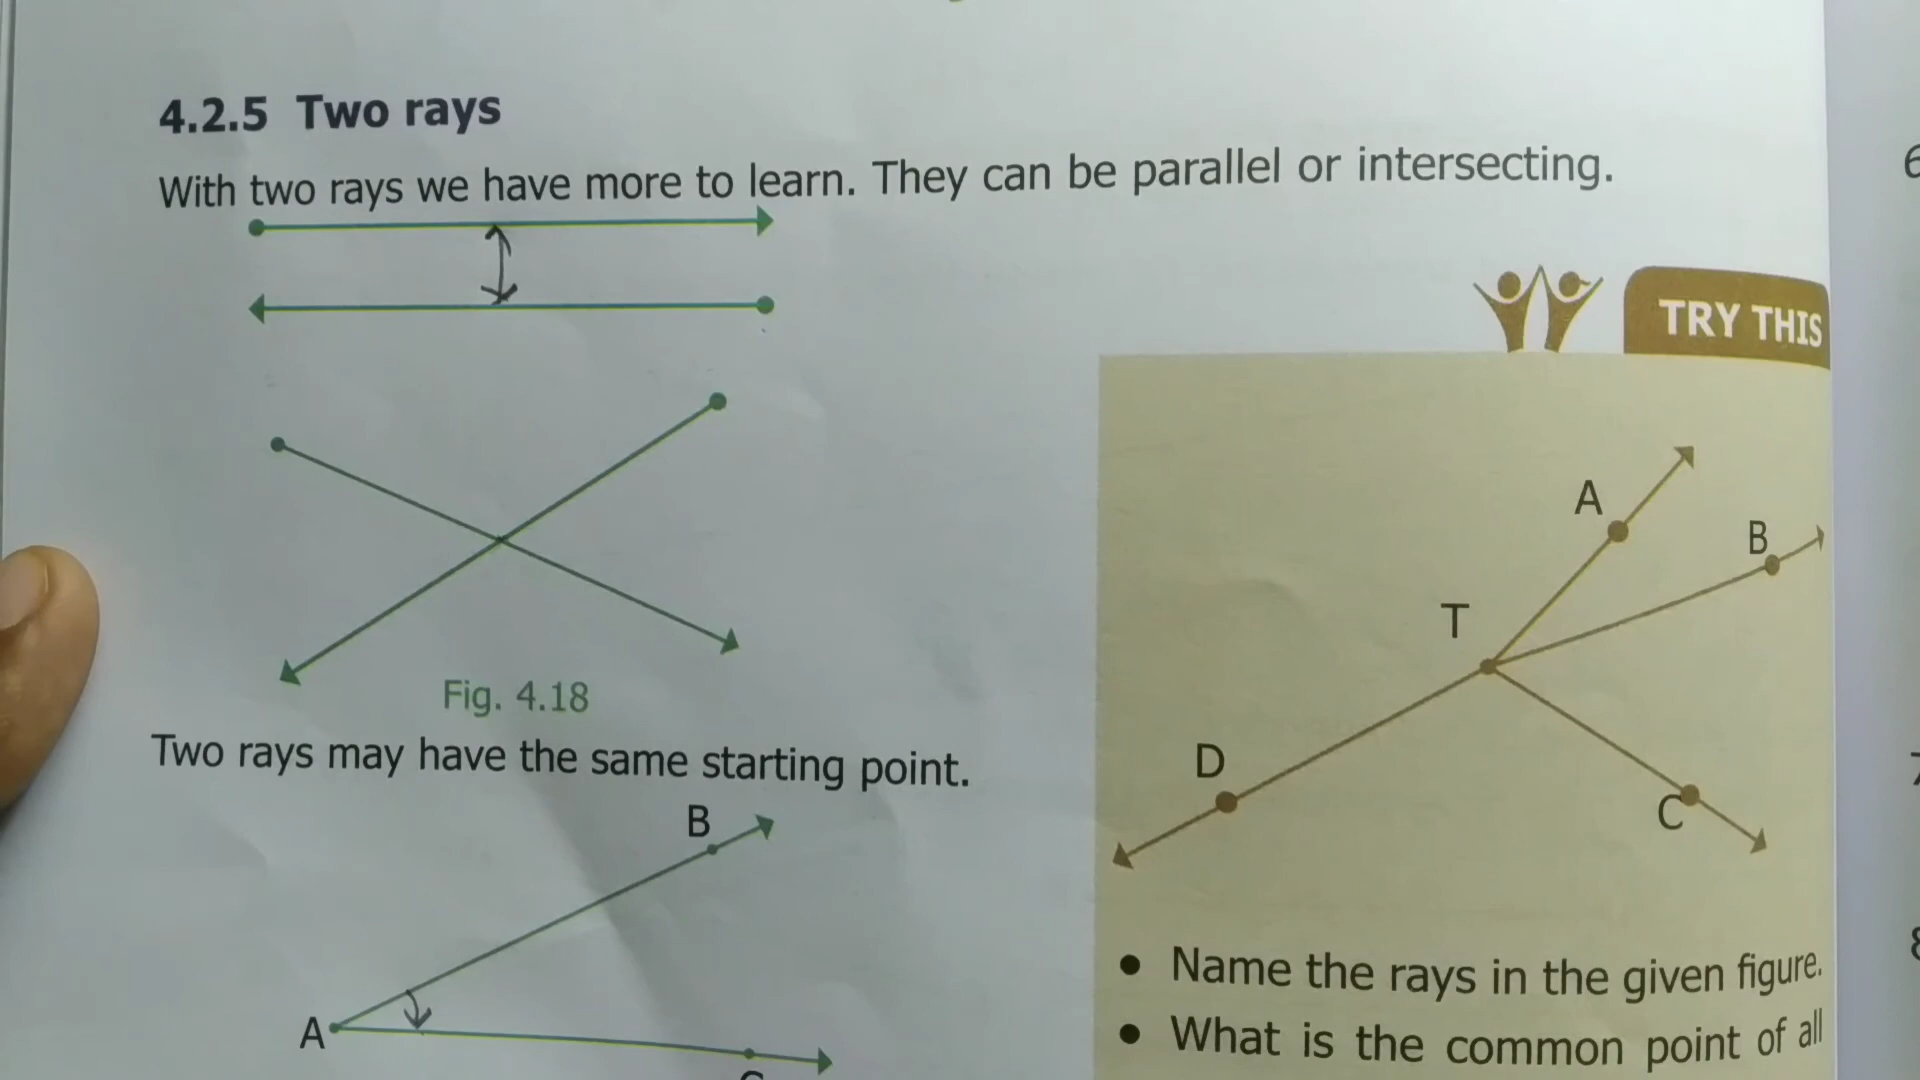 4.2.5 Two rays
With two rays we have more to learn. They can be parallel or intersecting.
Fig. 4.18
Two rays may have the same starting point.
B
A
TRY THIS
A
B
T
D
C
• Name the rays in the given figure.
• What is the common point of all